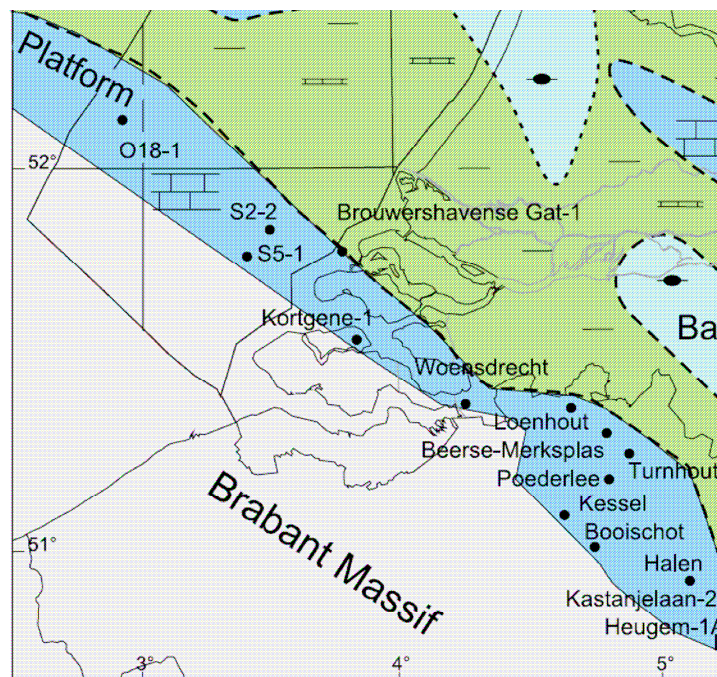 Platform
O18-1
52°
S2-2
Brouwershavense Gat-1
S5-1
Ba
Kortgene-1
Woensdrecht
Loenhout
Beerse-Merksplas
Turnhout
Poederlee
Brabant Massif
Kessel
Booischot
51°
Halen
Kastanjelaan-2
Heugem-1A
3°
4°
5°